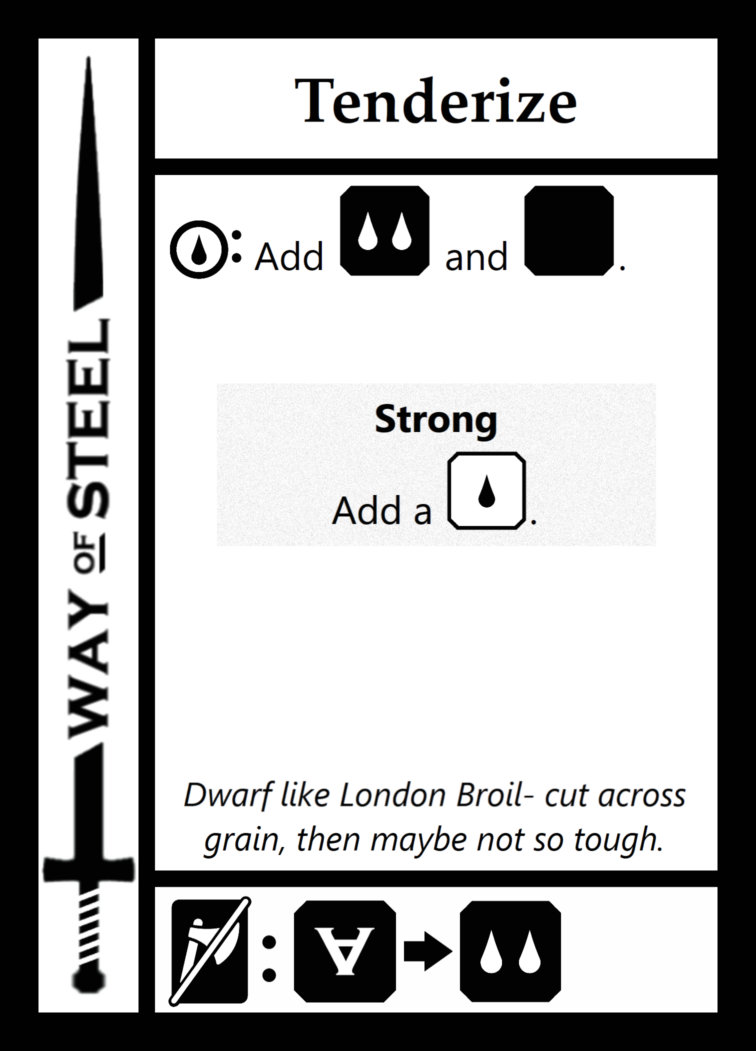 Tenderize
: Add and .
Strong
Add a .
Dwarf like London Broil- cut across
grain, then maybe not so tough.
: ∀
WAY OF STEEL